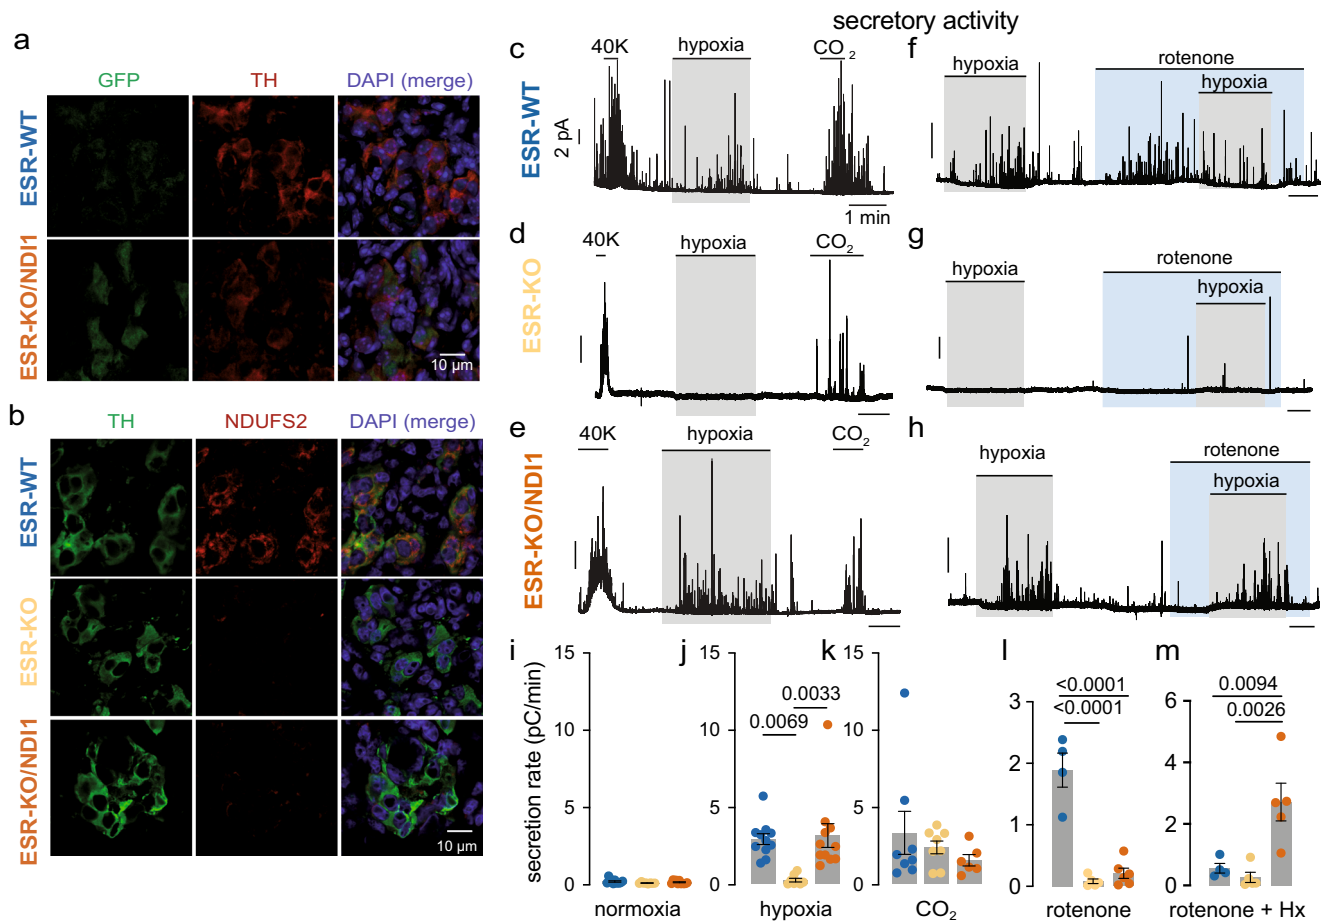 secretory activity
a
GFP
TH
DAPI (merge)
ESR-WT
ESR-KO/NDI1
10 µm
b
TH
NDUFS2
DAPI (merge)
ESR-WT
ESR-KO
ESR-KO/NDI1
10 µm
c
40K
hypoxia
CO2
ESR-WT
2 pA
1 min
d
40K
hypoxia
CO2
ESR-KO
e
40K
hypoxia
CO2
ESR-KO/NDI1
f
hypoxia
rotenone
hypoxia
g
hypoxia
rotenone
hypoxia
h
hypoxia
rotenone
hypoxia
i
secretion rate (pC/min)
15
10
5
0
normoxia
j
15
10
5
0
0.0033
0.0069
hypoxia
k
15
10
5
0
CO2
l
3
2
1
0
<0.0001
<0.0001
rotenone
m
6
4
2
0
0.0094
0.0026
rotenone + Hx